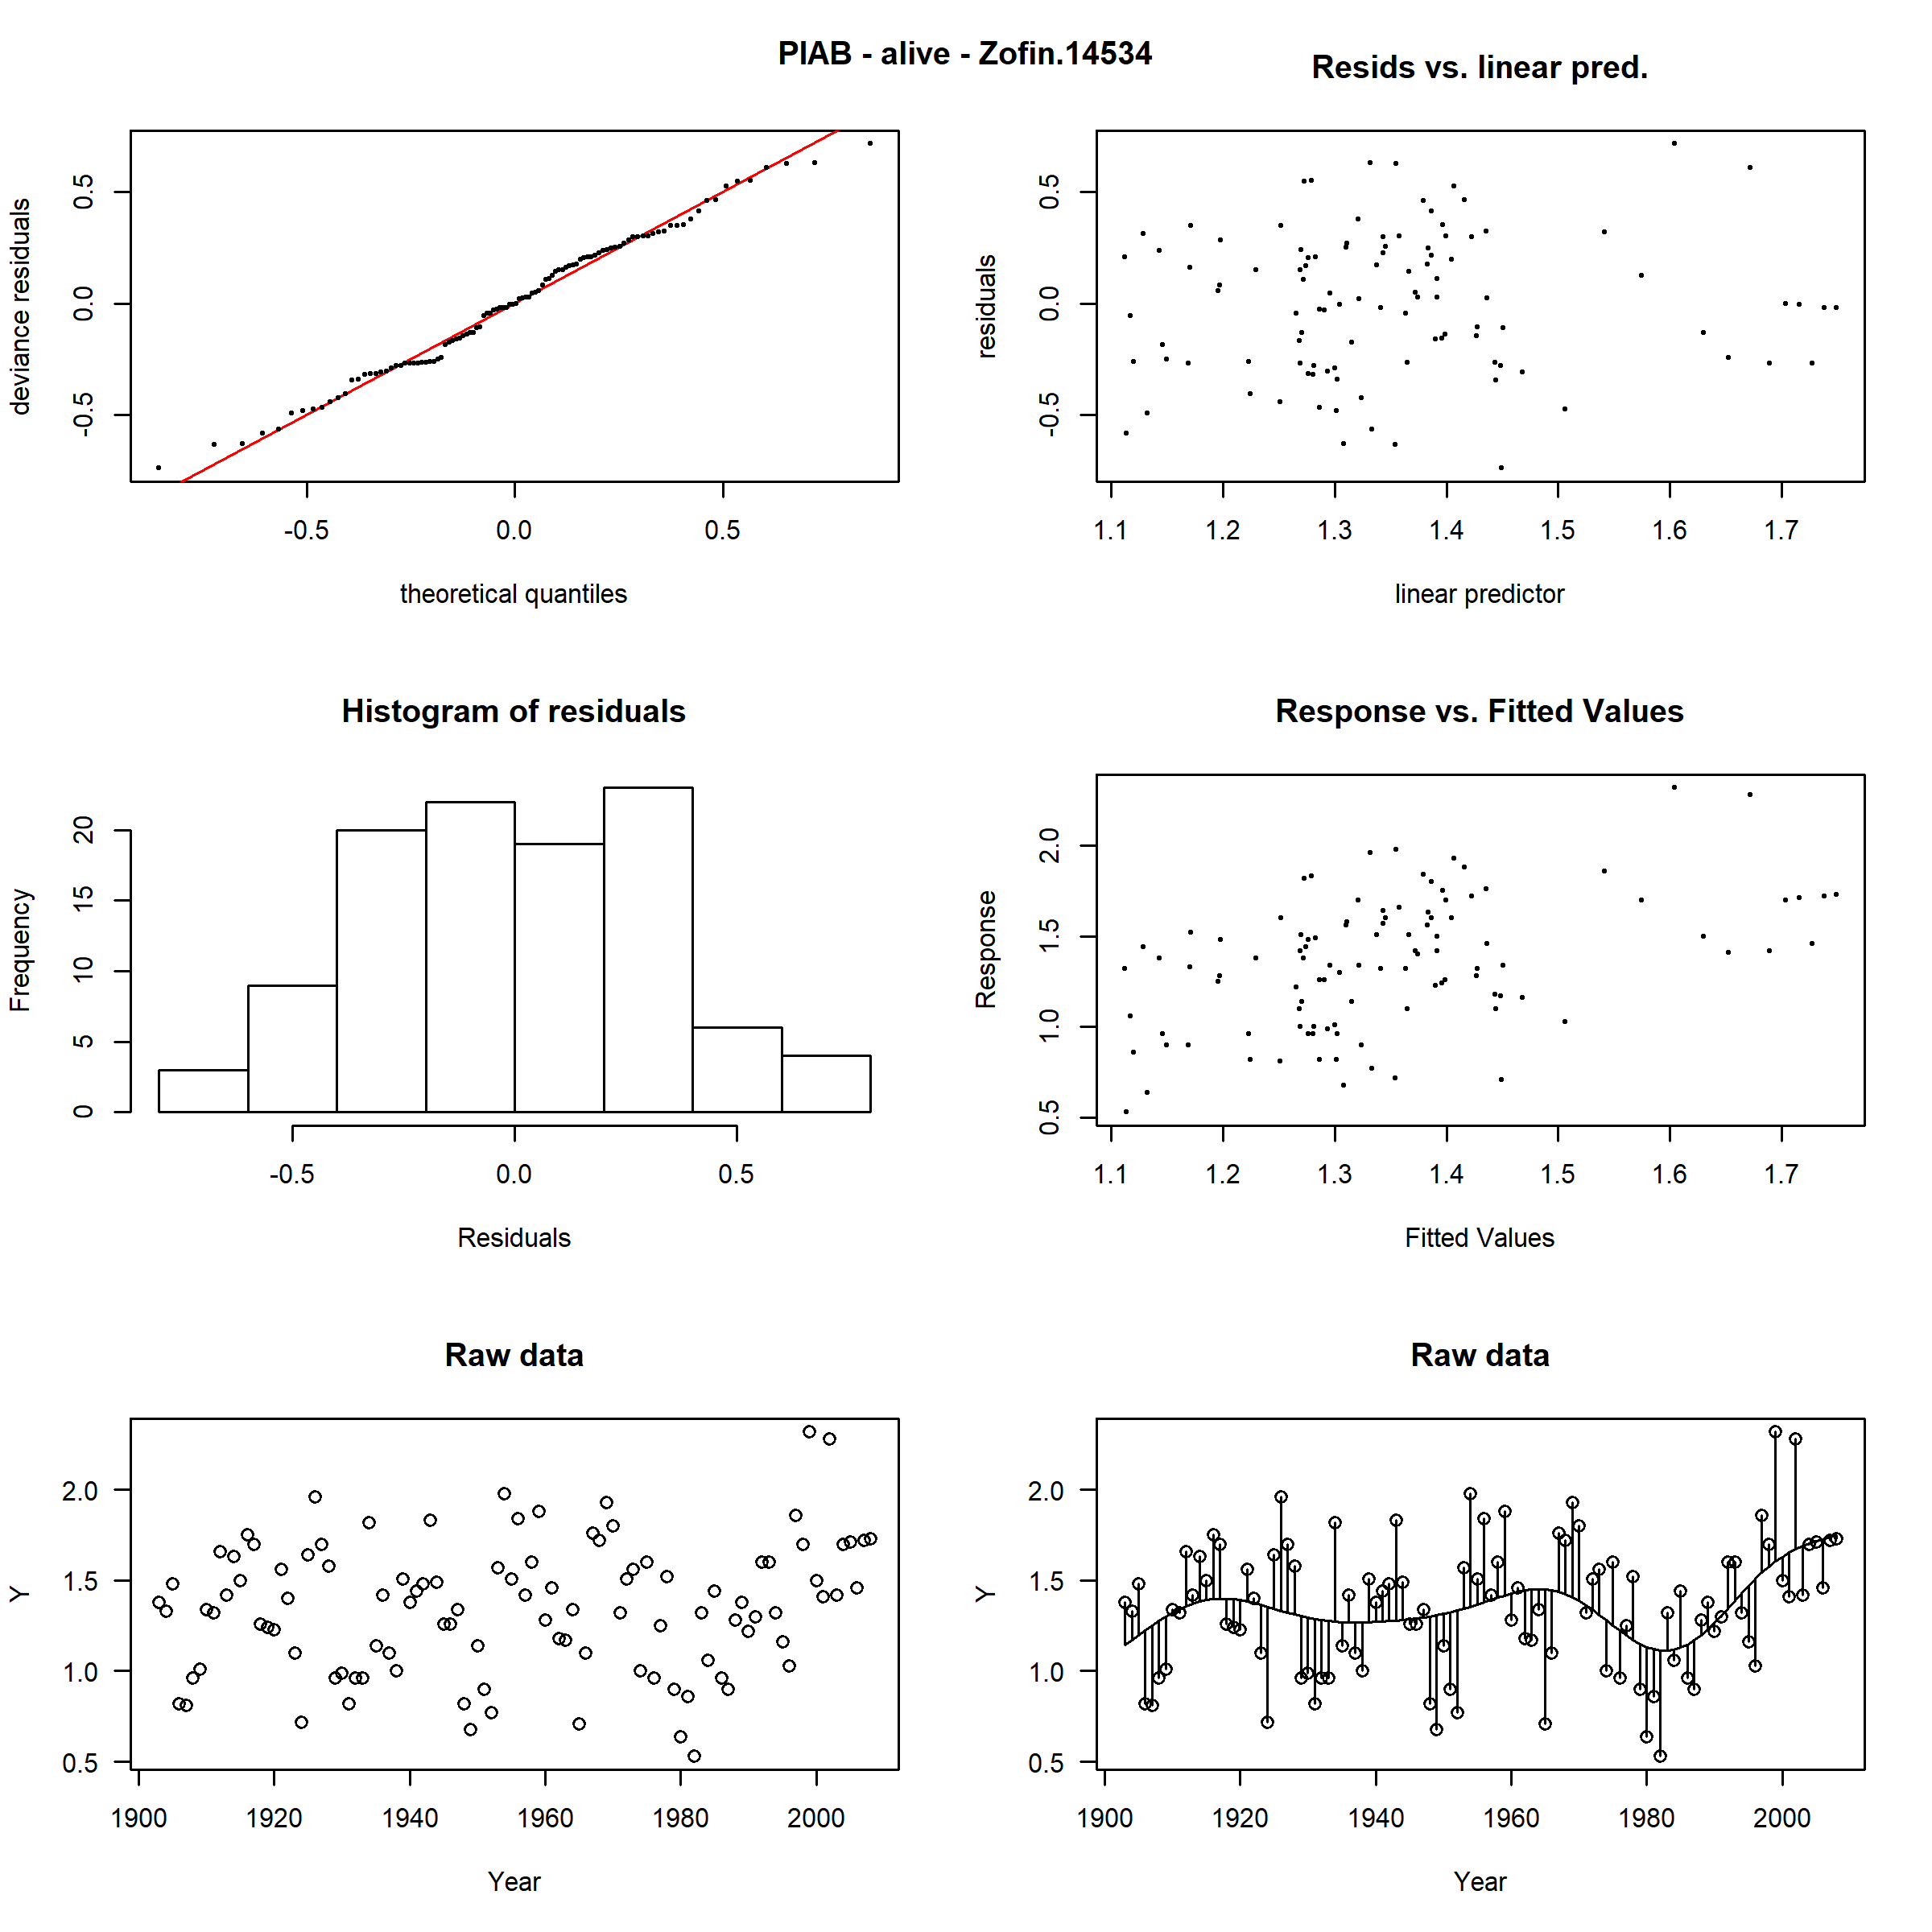 PIAB - alive - Zofin.14534
Resids vs. linear pred.
deviance residuals
-0.5 0.0 0.5
-0.5 0.0 0.5
theoretical quantiles
residuals
-0.5 0.0 0.5
1.1 1.2 1.3 1.4 1.5 1.6 1.7
linear predictor
Histogram of residuals
Frequency
0 5 10 15 20
-0.5 0.0 0.5
Residuals
Response vs. Fitted Values
Response
0.5 1.0 1.5 2.0
1.1 1.2 1.3 1.4 1.5 1.6 1.7
Fitted Values
Raw data
Y
2.0
1.5
1.0
0.5
1900 1920 1940 1960 1980 2000
Year
Raw data
Y
2.0
1.5
1.0
0.5
1900 1920 1940 1960 1980 2000
Year